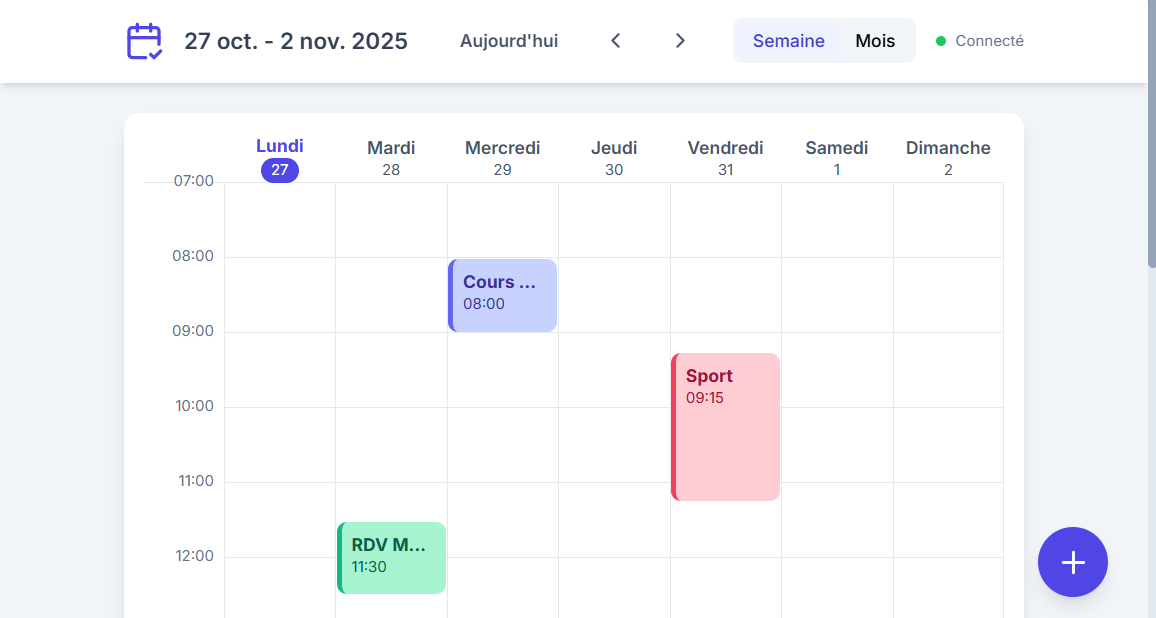 27 oct. - 2 nov. 2025 Aujourd'hui Semaine Mois Connecté
Lundi Mardi Mercredi Jeudi Vendredi Samedi Dimanche
27 28 29 30 31 1 2
07:00
08:00
Cours ...
08:00
09:00
Sport
09:15
10:00
11:00
RDV M...
11:30
12:00